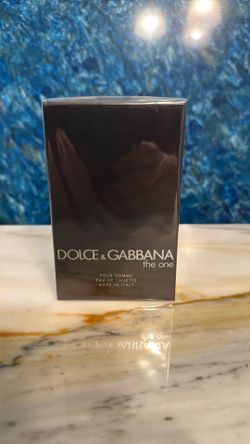 DOLCE & GABBANA
the one
POUR HOMME
EAU DE TOILETTE
MADE IN ITALY